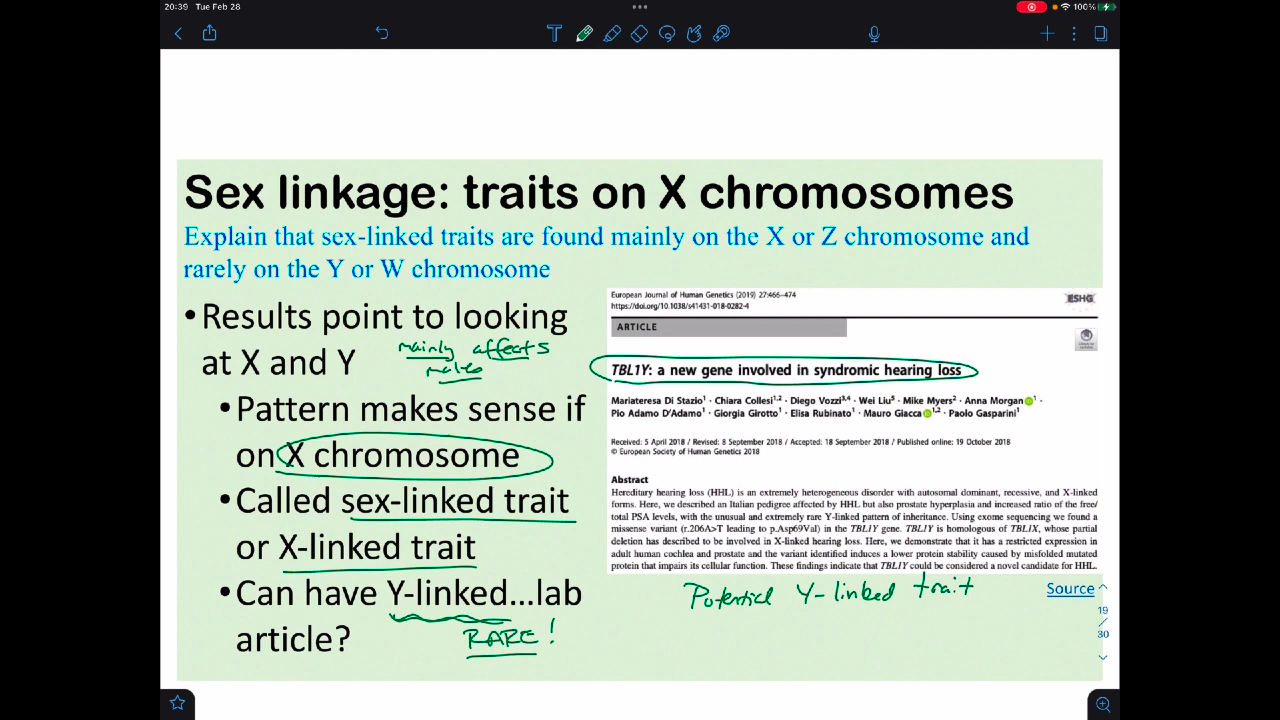 20:39 Tue Feb 28
100%
Sex linkage: traits on X chromosomes
Explain that sex-linked traits are found mainly on the X or Z chromosome and
rarely on the Y or W chromosome
•Results point to looking
at X and Y
mainly affects
males
•Pattern makes sense if
on X chromosome
•Called sex-linked trait
or X-linked trait
•Can have Y-linked...lab
article?
RARE!
European Journal of Human Genetics (2019) 27:466–474
https://doi.org/10.1038/s41431-018-0282-4
ESHG
ARTICLE
TBL1Y: a new gene involved in syndromic hearing loss
Mariateresa Di Stazio1 · Chiara Collesi1,2 · Diego Vozzi3,4 · Wei Liu5 · Mike Myers2 · Anna Morgan1 ·
Pio Adamo D'Adamo1 · Giorgia Girotto1 · Elisa Rubinato1 · Mauro Giacca1,2 · Paolo Gasparini1
Received: 5 April 2018 / Revised: 8 September 2018 / Accepted: 18 September 2018 / Published online: 19 October 2018
© European Society of Human Genetics 2018
Abstract
Hereditary hearing loss (HHL) is an extremely heterogeneous disorder with autosomal dominant, recessive, and X-linked
forms. Here, we described an Italian pedigree affected by HHL but also prostate hyperplasia and increased ratio of the free/
total PSA levels, with the unusual and extremely rare Y-linked pattern of inheritance. Using exome sequencing we found a
missense variant (r.206A>T leading to p.Asp69Val) in the TBL1Y gene. TBL1Y is homologous of TBL1X, whose partial
deletion has described to be involved in X-linked hearing loss. Here, we demonstrate that it has a restricted expression in
adult human cochlea and prostate and the variant identified induces a lower protein stability caused by misfolded mutated
protein that impairs its cellular function. These findings indicate that TBL1Y could be considered a novel candidate for HHL.
Potential Y-linked trait
Source
19
/
30